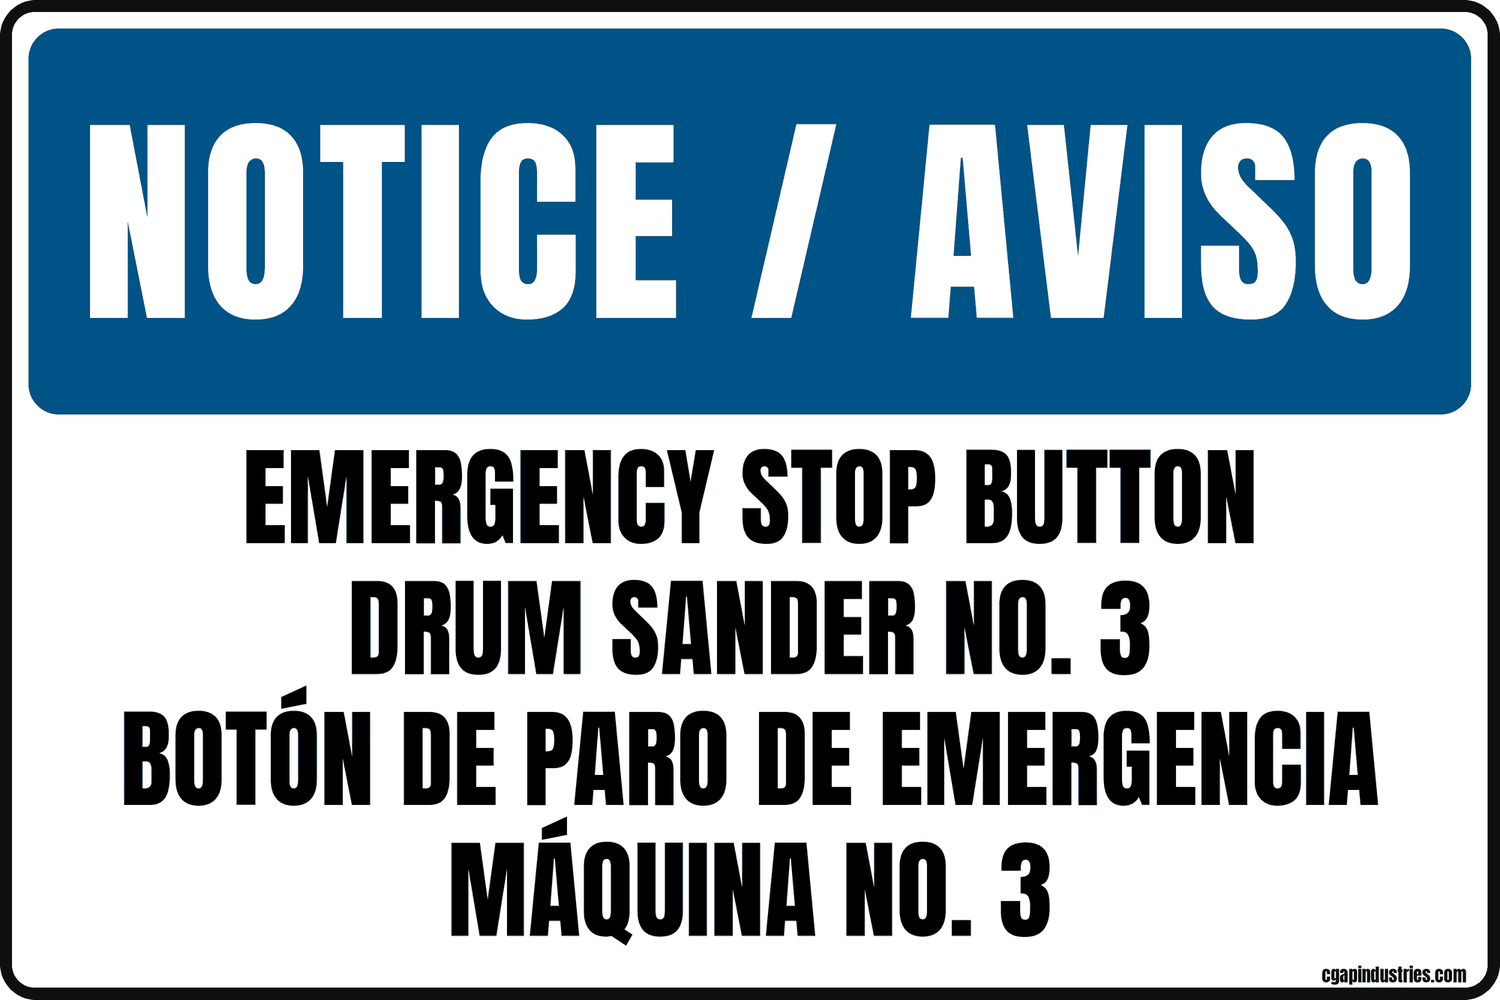 NOTICE / AVISO
EMERGENCY STOP BUTTON
DRUM SANDER NO. 3
BOTÓN DE PARO DE EMERGENCIA
MÁQUINA NO. 3
cgapindustries.com